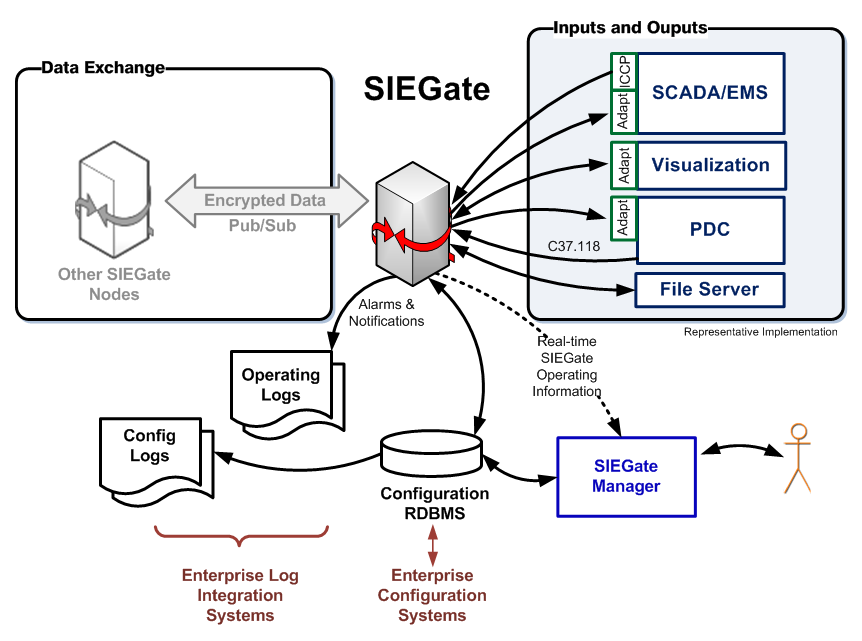 Inputs and Ouputs
Data Exchange
SIEGate
ICCP
Adapt
SCADA/EMS
Adapt
Visualization
Adapt
PDC
C37.118
File Server
Representative Implementation
Encrypted Data
Pub/Sub
Other SIEGate
Nodes
Alarms &
Notifications
Real-time
SIEGate
Operating
Information
Operating
Logs
Config
Logs
Configuration
RDBMS
SIEGate
Manager
Enterprise Log
Integration
Systems
Enterprise
Configuration
Systems